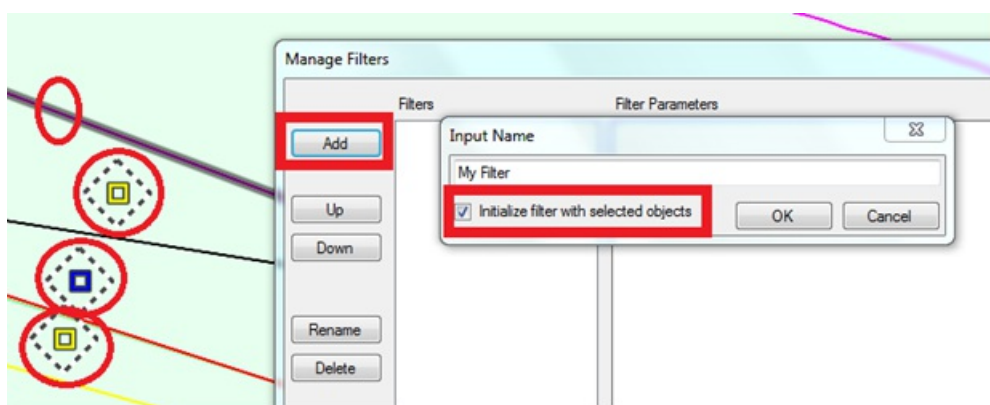 Manage Filters
Filters
Filter Parameters
Add
Up
Down
Rename
Delete
Input Name
My Filter
Initialize filter with selected objects
OK
Cancel